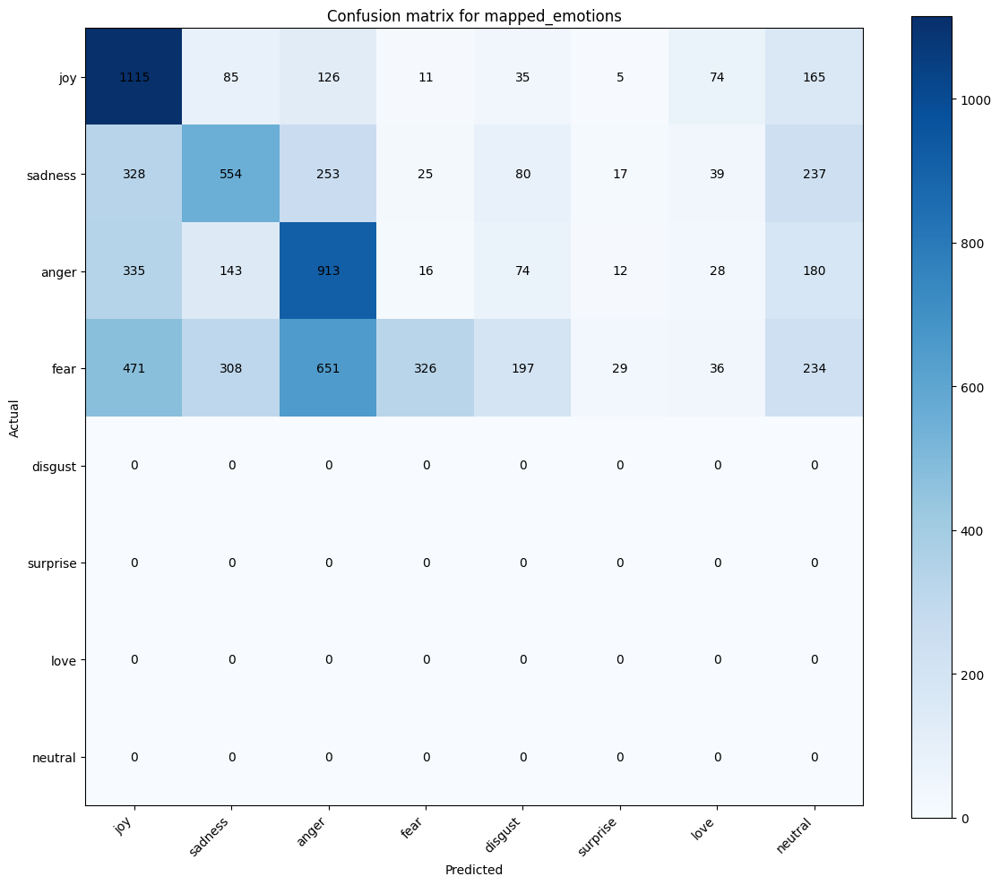 Confusion matrix for mapped_emotions
joy 1115 85 126 11 35 5 74 165
sadness 328 554 253 25 80 17 39 237
anger 335 143 913 16 74 12 28 180
fear 471 308 651 326 197 29 36 234
disgust 0 0 0 0 0 0 0 0
surprise 0 0 0 0 0 0 0 0
love 0 0 0 0 0 0 0 0
neutral 0 0 0 0 0 0 0 0
Actual
joy sadness anger fear disgust surprise love neutral
Predicted
1000
800
600
400
200
0